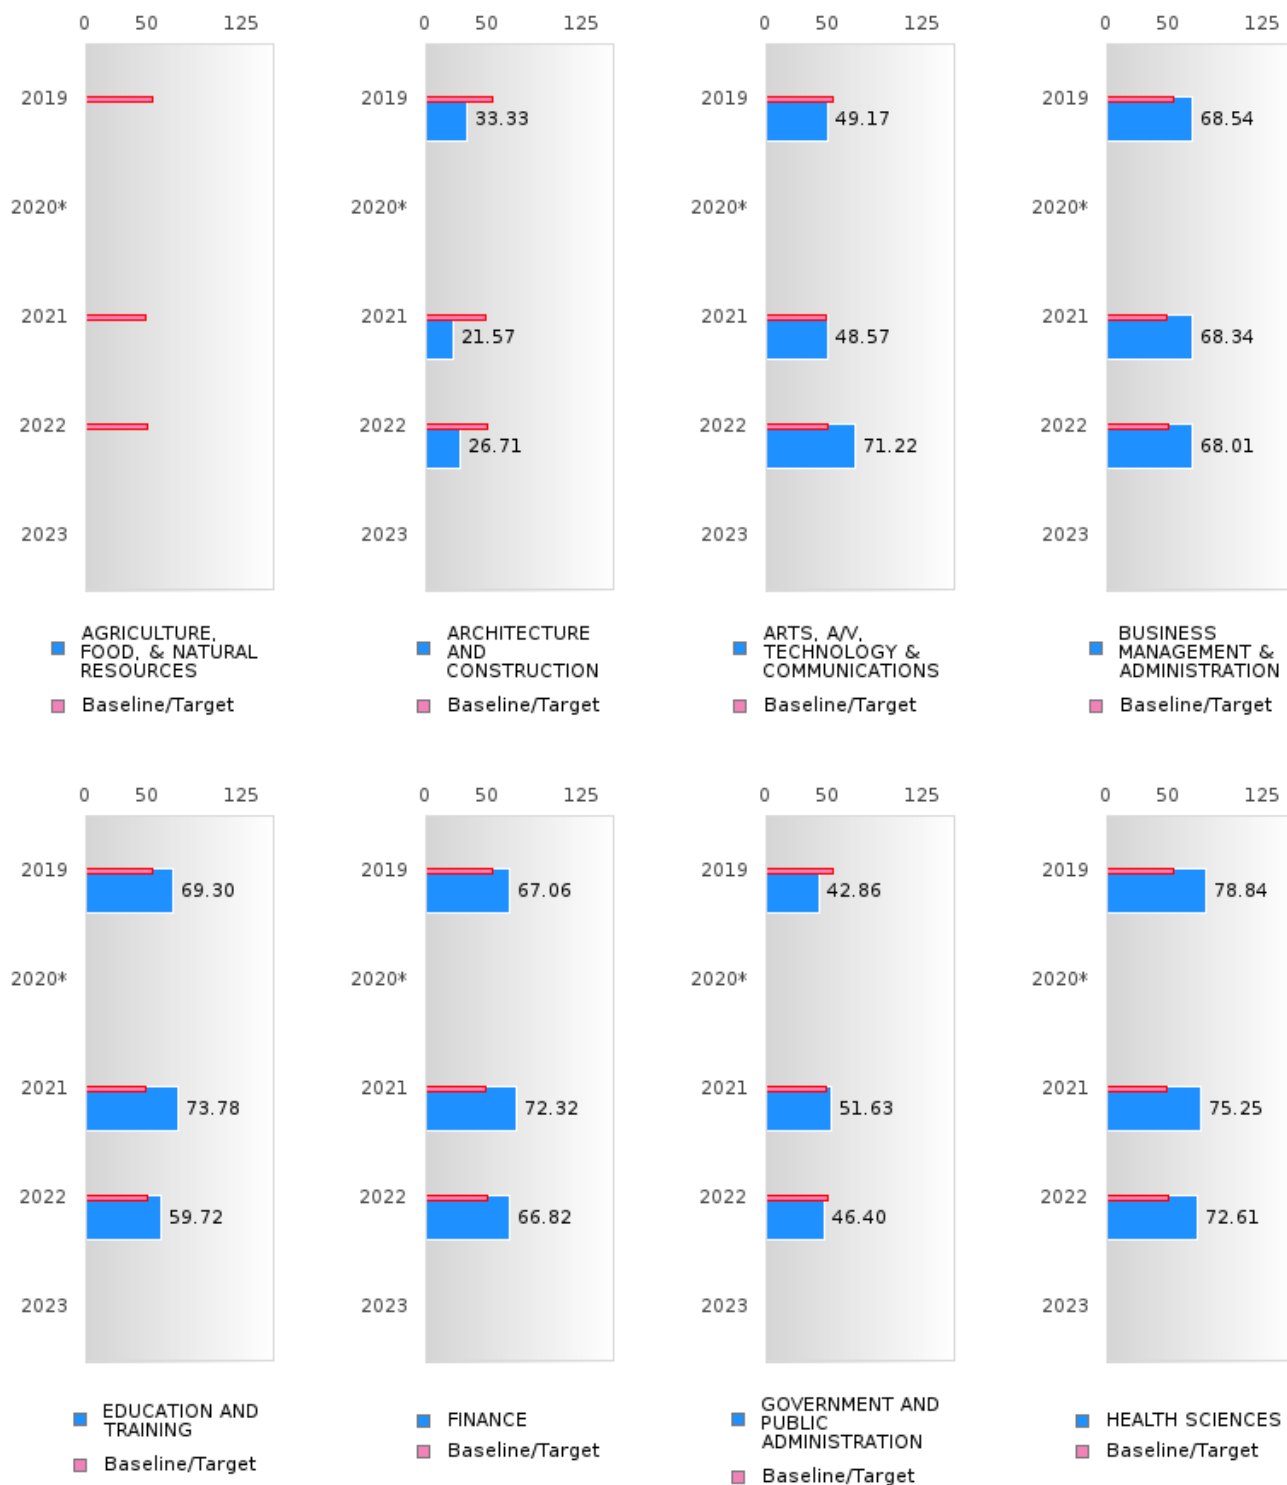 0 50 125
2019
2020*
2021
2022
2023
AGRICULTURE,
FOOD, & NATURAL
RESOURCES
Baseline/Target
0 50 125
2019
33.33
2020*
2021
21.57
2022
26.71
2023
ARCHITECTURE
AND
CONSTRUCTION
Baseline/Target
0 50 125
2019
49.17
2020*
2021
48.57
2022
71.22
2023
ARTS, A/V,
TECHNOLOGY &
COMMUNICATIONS
Baseline/Target
0 50 125
2019
68.54
2020*
2021
68.34
2022
68.01
2023
BUSINESS
MANAGEMENT &
ADMINISTRATION
Baseline/Target
0 50 125
2019
69.30
2020*
2021
73.78
2022
59.72
2023
EDUCATION AND
TRAINING
Baseline/Target
0 50 125
2019
67.06
2020*
2021
72.32
2022
66.82
2023
FINANCE
Baseline/Target
0 50 125
2019
42.86
2020*
2021
51.63
2022
46.40
2023
GOVERNMENT AND
PUBLIC
ADMINISTRATION
Baseline/Target
0 50 125
2019
78.84
2020*
2021
75.25
2022
72.61
2023
HEALTH SCIENCES
Baseline/Target